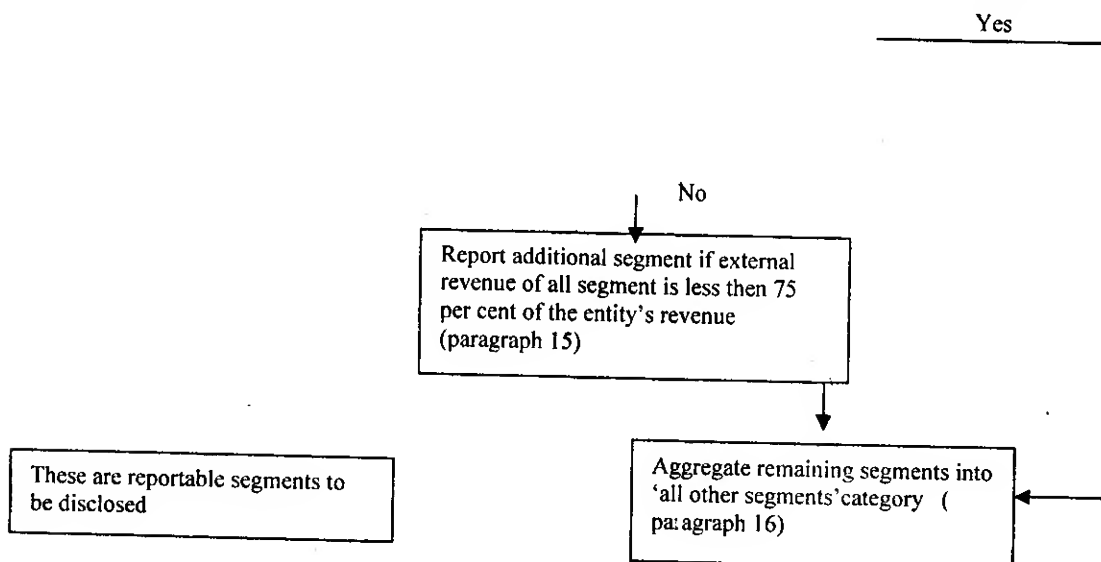 Yes
No
Report additional segment if external
revenue of all segment is less then 75
per cent of the entity's revenue
(paragraph 15)
These are reportable segments to
be disclosed
Aggregate remaining segments into
'all other segments'category (
paragraph 16)